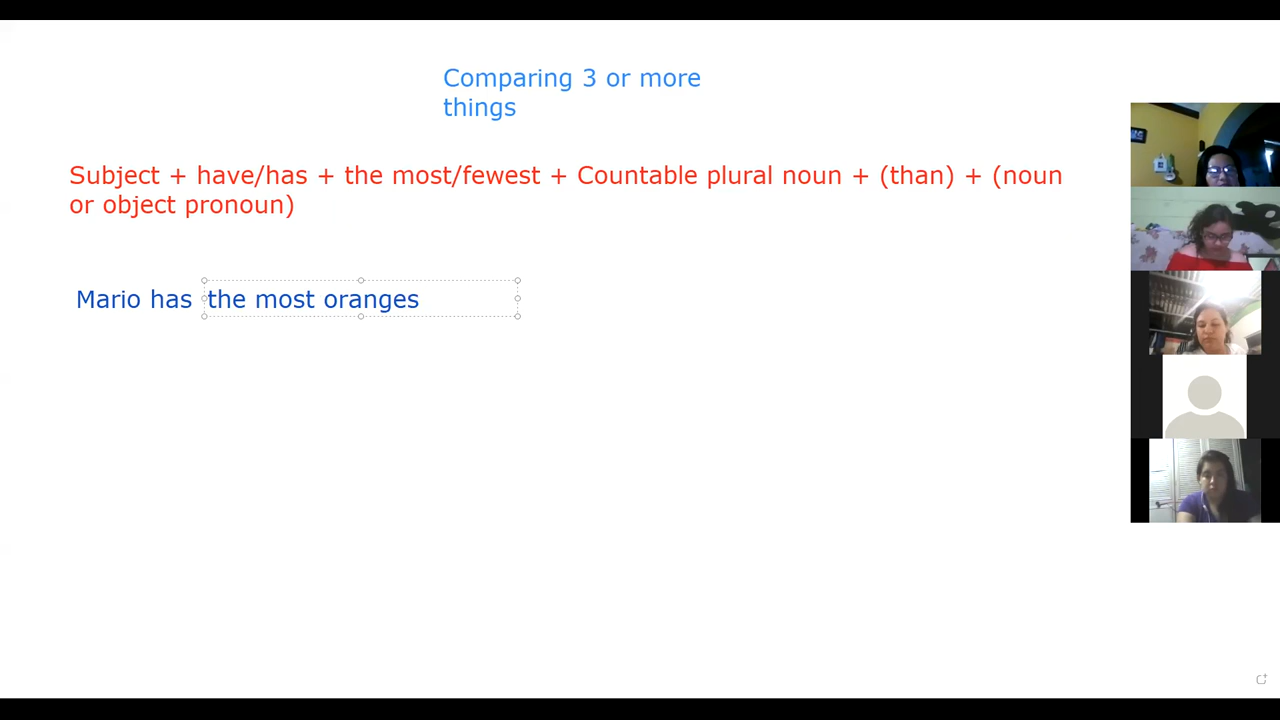 Comparing 3 or more
things
Subject + have/has + the most/fewest + Countable plural noun + (than) + (noun
or object pronoun)
Mario has the most oranges